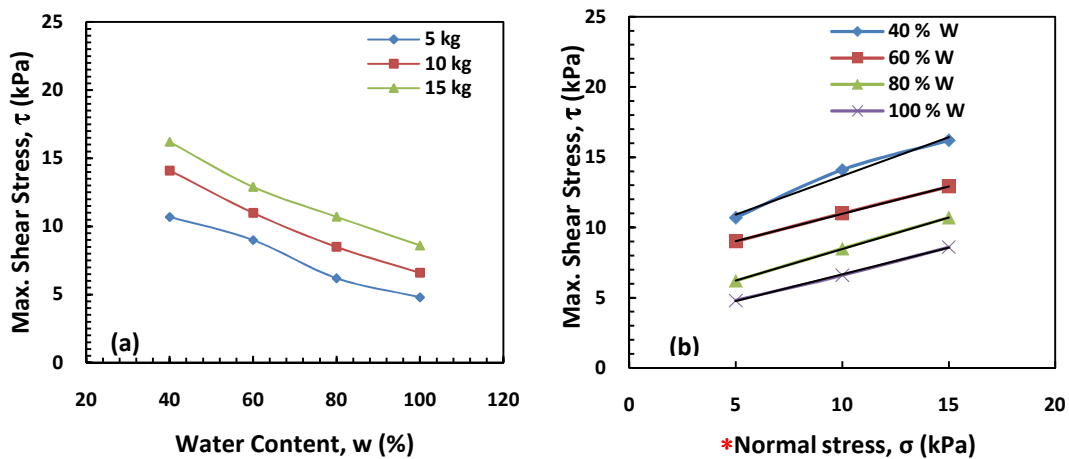 25
20
15
10
5
0
Max. Shear Stress, τ (kPa)
5 kg
10 kg
15 kg
(a)
20 40 60 80 100 120
Water Content, w (%)
25
20
15
10
5
0
Max. Shear Stress, τ (kPa)
40 % W
60 % W
80 % W
100 % W
(b)
0 5 10 15 20
*Normal stress, σ (kPa)